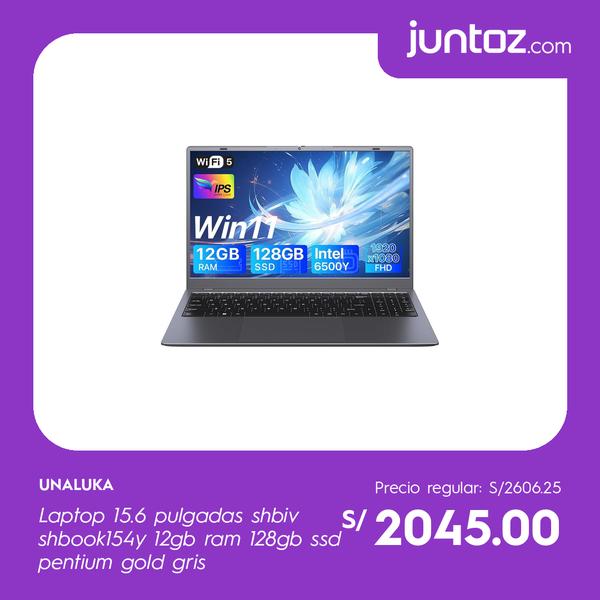 juntoz.com
WiFi 5
IPS
Win11
12GB
RAM
128GB
SSD
Intel
6500Y
1920
x1080
FHD
UNALUKA
Laptop 15.6 pulgadas shbiv
shbook154y 12gb ram 128gb ssd
pentium gold gris
Precio regular: S/2606.25
S/ 2045.00